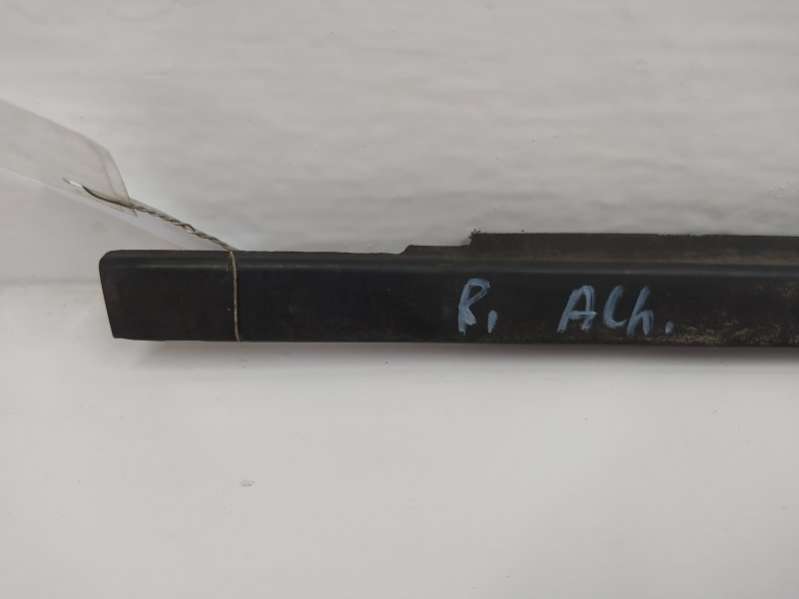 R, ACh.